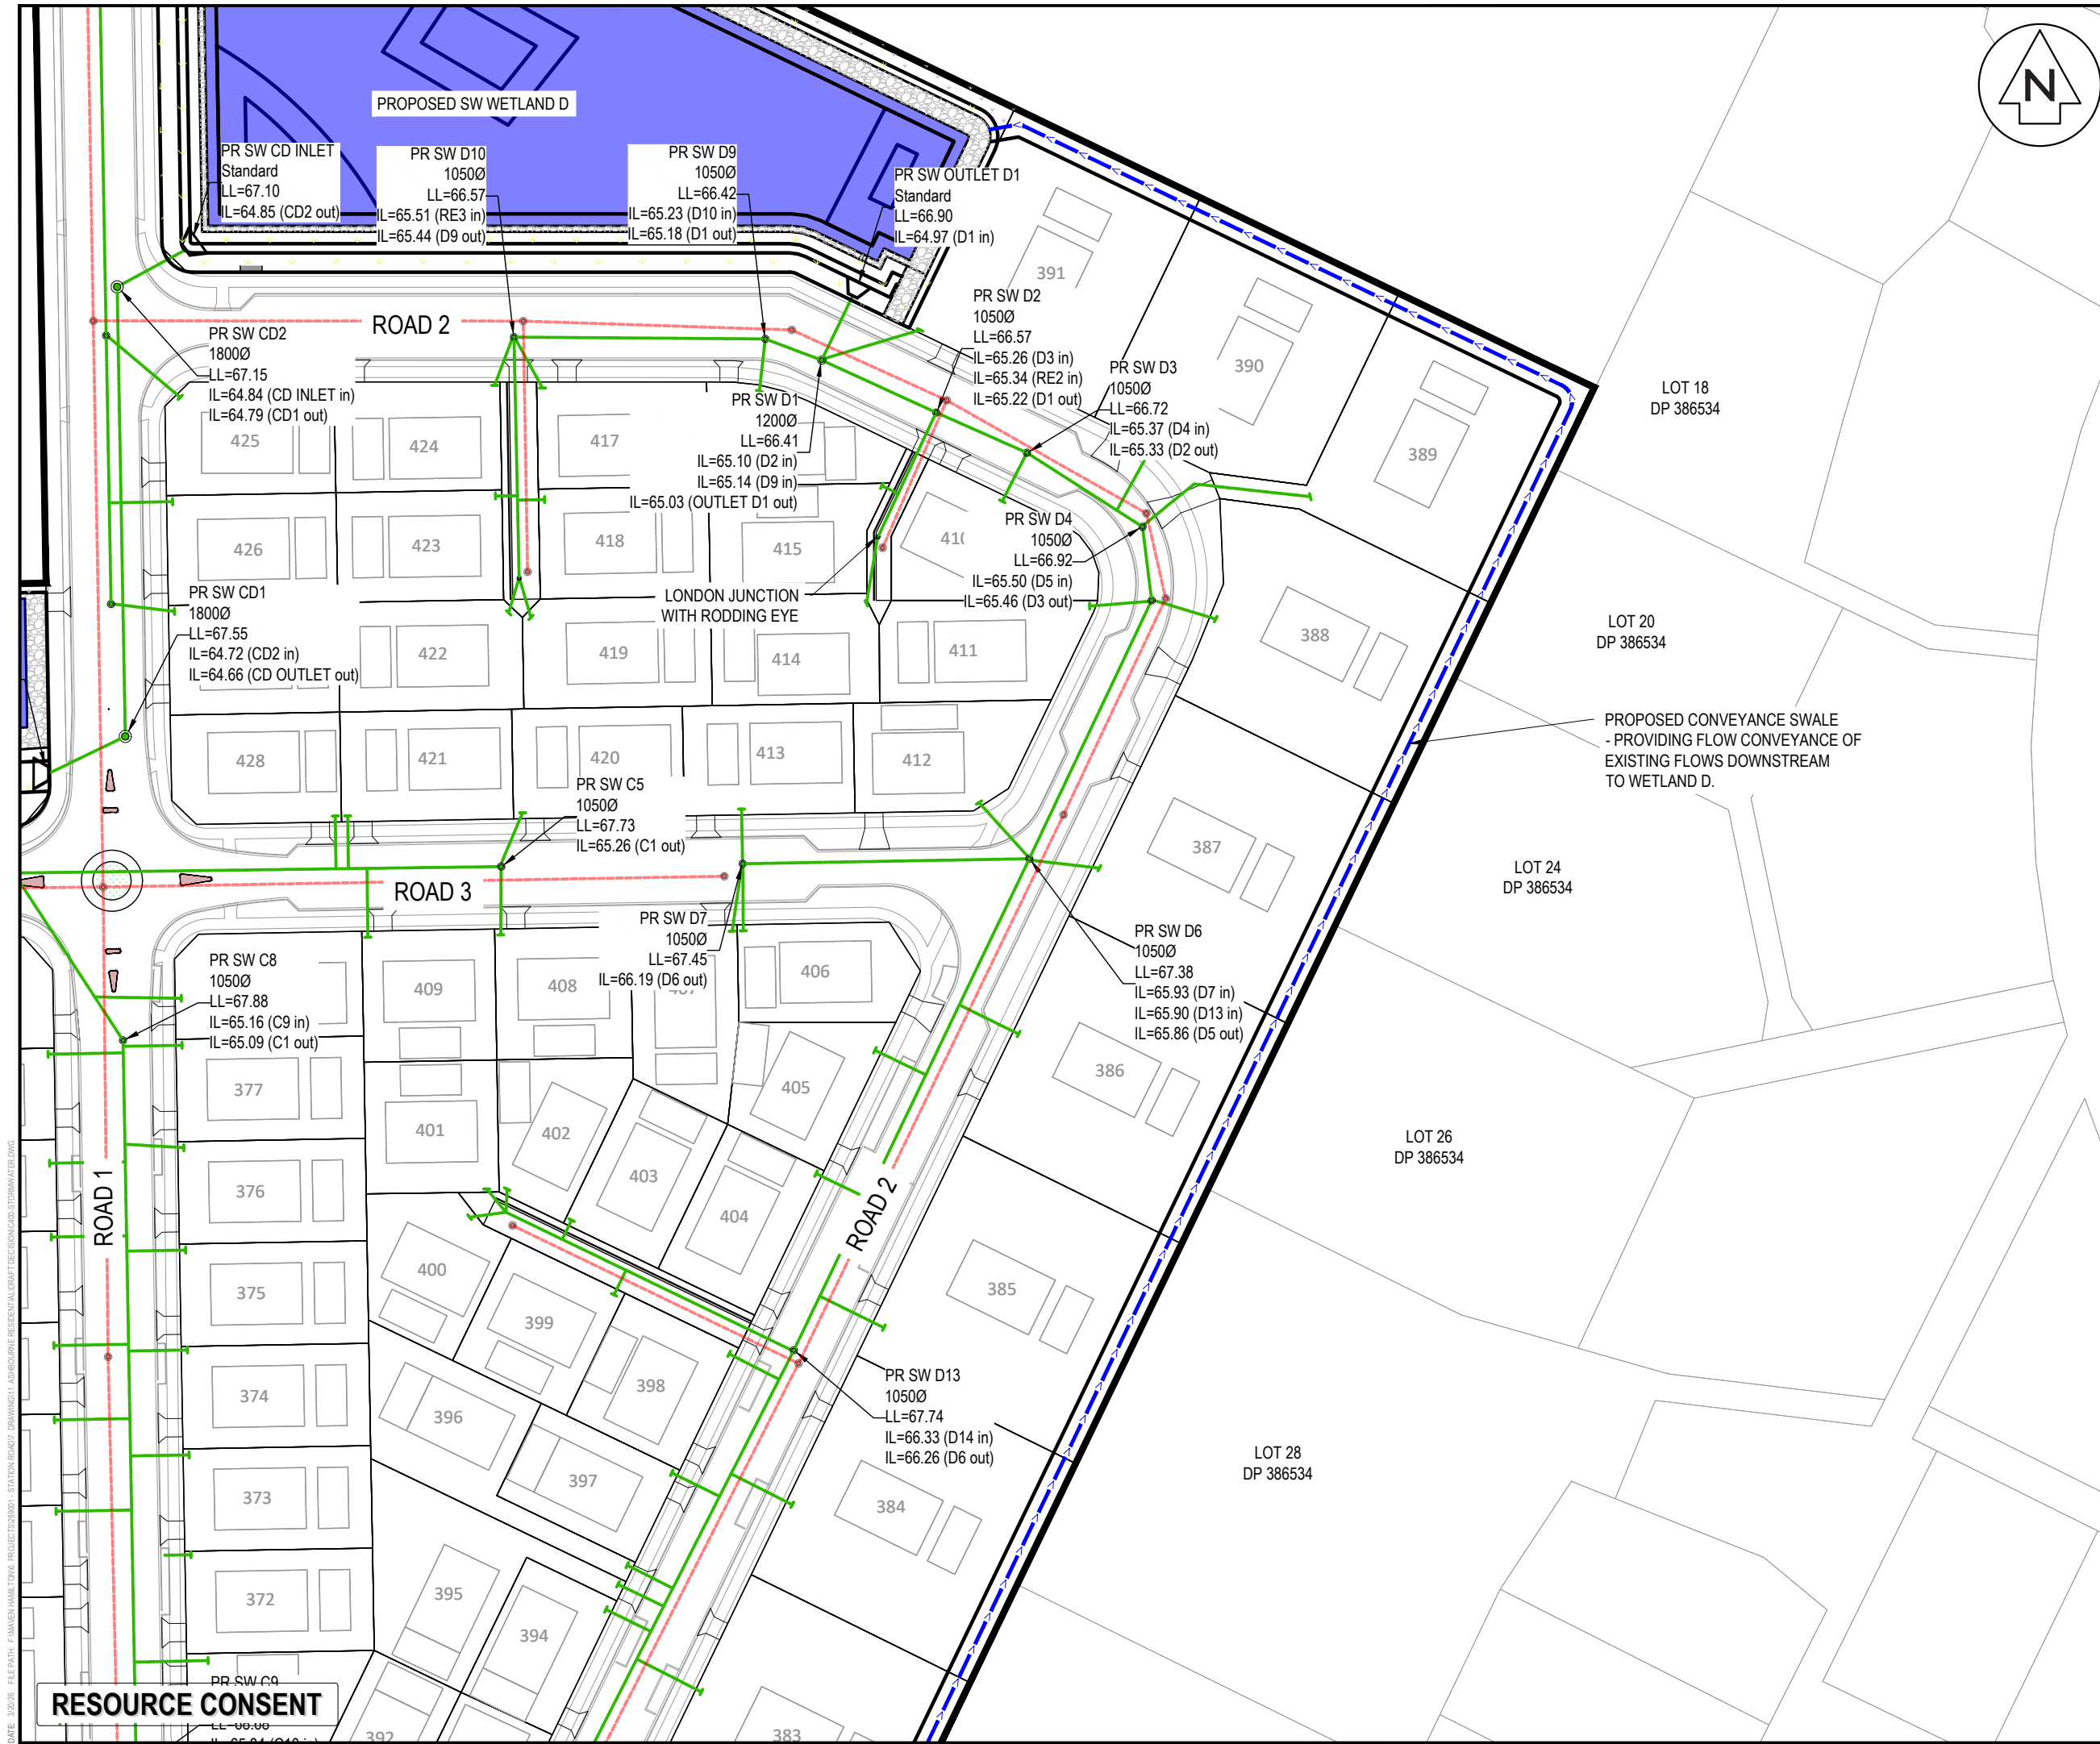 PROPOSED SW WETLAND D
N
PR SW CD INLET
Standard
LL=67.10
IL=64.85 (CD2 out)
PR SW D10
1050Ø
LL=66.57
IL=65.51 (RE3 in)
IL=65.44 (D9 out)
PR SW D9
1050Ø
LL=66.42
IL=65.23 (D10 in)
IL=65.18 (D1 out)
PR SW OUTLET D1
Standard
LL=66.90
IL=64.97 (D1 in)
391
PR SW D2
1050Ø
LL=66.57
IL=65.26 (D3 in)
IL=65.34 (RE2 in)
IL=65.22 (D1 out)
ROAD 2
PR SW CD2
1800Ø
LL=67.15
IL=64.84 (CD INLET in)
IL=64.79 (CD1 out)
PR SW D3
1050Ø
LL=66.72
IL=65.37 (D4 in)
IL=65.33 (D2 out)
390
389
LOT 18
DP 386534
PR SW D1
1200Ø
LL=66.41
IL=65.10 (D2 in)
IL=65.14 (D9 in)
IL=65.03 (OUTLET D1 out)
425
424
417
426
423
418
415
410
PR SW D4
1050Ø
LL=66.92
IL=65.50 (D5 in)
IL=65.46 (D3 out)
LONDON JUNCTION
WITH RODDING EYE
PR SW CD1
1800Ø
LL=67.55
IL=64.72 (CD2 in)
IL=64.66 (CD OUTLET out)
422
419
414
411
388
LOT 20
DP 386534
PROPOSED CONVEYANCE SWALE
- PROVIDING FLOW CONVEYANCE OF
EXISTING FLOWS DOWNSTREAM
TO WETLAND D.
428
421
420
413
412
PR SW C5
1050Ø
LL=67.73
IL=65.26 (C1 out)
387
LOT 24
DP 386534
ROAD 3
PR SW D7
1050Ø
LL=67.45
IL=66.19 (D6 out)
PR SW D6
1050Ø
LL=67.38
IL=65.93 (D7 in)
IL=65.90 (D13 in)
IL=65.86 (D5 out)
PR SW C8
1050Ø
LL=67.88
IL=65.16 (C9 in)
IL=65.09 (C1 out)
409
408
407
406
377
401
402
405
386
LOT 26
DP 386534
376
403
404
ROAD 1
ROAD 2
375
400
399
385
374
396
398
PR SW D13
1050Ø
LL=67.74
IL=66.33 (D14 in)
IL=66.26 (D6 out)
LOT 28
DP 386534
373
397
384
372
395
394
PR SW C9
RESOURCE CONSENT
392
383